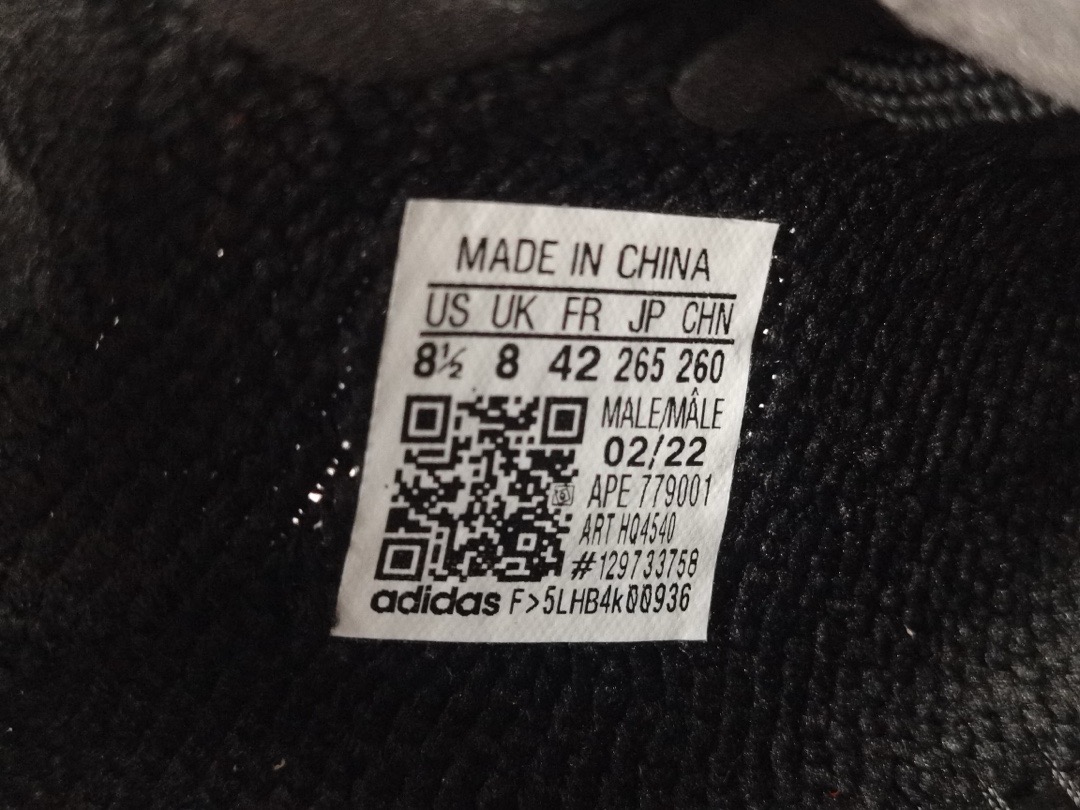 MADE IN CHINA
US UK FR JP CHN
8½ 8 42 265 260
MALE/MÂLE
02/22
APE 779001
ART HQ4540
#129733758
adidas F>5LHB4k00936